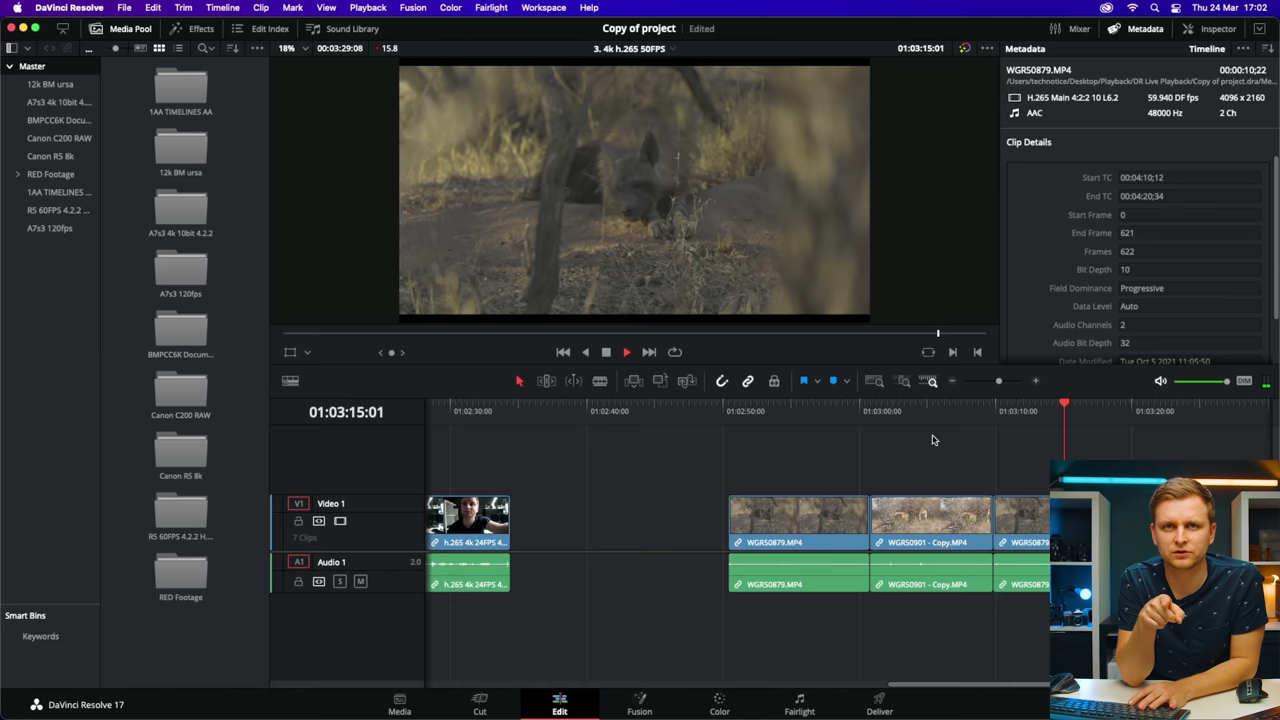 DaVinci Resolve File Edit Trim Timeline Clip Mark View Playback Fusion Color Fairlight Workspace Help Thu 24 Mar 17:02
Media Pool Effects Edit Index Sound Library Copy of project Edited Mixer Metadata Inspector
18% 00:03:29:08 15.8 3. 4k h.265 50FPS 01:03:15:01 Metadata Timeline
Master
12k BM ursa
A7s3 4k 10bit 4....
BMPCC6K Docu...
Canon C200 RAW
Canon R5 8k
RED Footage
1AA TIMELINES ...
R5 60FPS 4.2.2 ...
A7s3 120fps
1AA TIMELINES AA
12k BM ursa
A7s3 4k 10bit 4.2.2
A7s3 120fps
BMPCC6K Docum...
Canon C200 RAW
Canon R5 8k
R5 60FPS 4.2.2 H....
RED Footage
Smart Bins
Keywords
WGRS0879.MP4 00:00:10;22
/Users/technotice/Desktop/Playback/DR Live Playback/Copy of project.dra/Me...
H.265 Main 4:2:2 10 L6.2 59.940 DF fps 4096 x 2160
AAC 48000 Hz 2 Ch
Clip Details
Start TC 00:04:10;12
End TC 00:04:20;34
Start Frame 0
End Frame 621
Frames 622
Bit Depth 10
Field Dominance Progressive
Data Level Auto
Audio Channels 2
Audio Bit Depth 32
Date Modified Tue Oct 5 2021 11:05:50
DIM
01:03:15:01
01:02:30:00 01:02:40:00 01:02:50:00 01:03:00:00 01:03:10:00 01:03:20:00
V1 Video 1
7 Clips
h.265 4k 24FPS 4... WGRS0879.MP4 WGRS0901 - Copy.MP4 WGRS0879
A1 Audio 1 2.0
S M
h.265 4k 24FPS 4... WGRS0879.MP4 WGRS0901 - Copy.MP4 WGRS0879
DaVinci Resolve 17
Media Cut Edit Fusion Color Fairlight Deliver